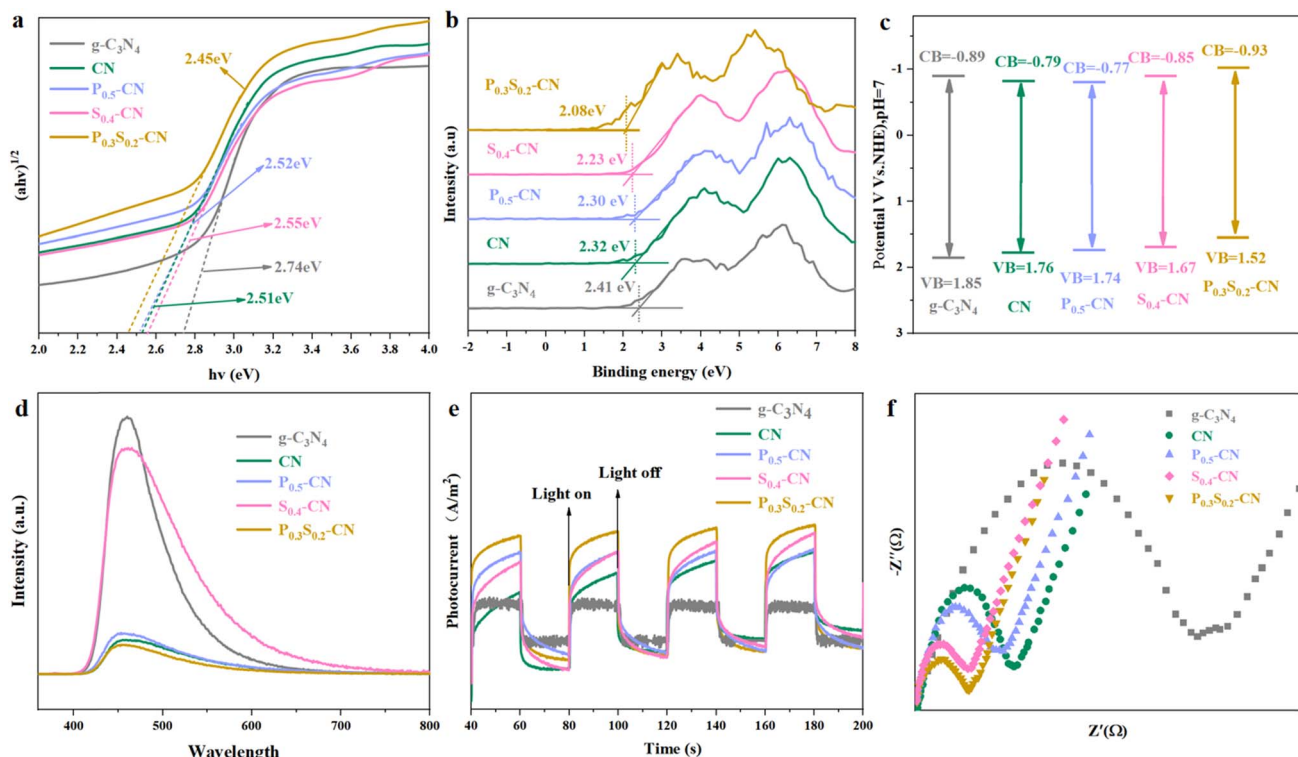 a
g-C₃N₄
CN
P₀.₅-CN
S₀.₄-CN
P₀.₃S₀.₂-CN
2.45eV
2.52eV
2.55eV
2.74eV
2.51eV
(ahv)¹/²
2.0 2.2 2.4 2.6 2.8 3.0 3.2 3.4 3.6 3.8 4.0
hv (eV)
b
P₀.₃S₀.₂-CN
2.08eV
S₀.₄-CN
2.23 eV
P₀.₅-CN
2.30 eV
CN
2.32 eV
g-C₃N₄
2.41 eV
Intensity (a.u)
-2 -1 0 1 2 3 4 5 6 7 8
Binding energy (eV)
c
CB=-0.89 CB=-0.79 CB=-0.77 CB=-0.85 CB=-0.93
-1
0
1
2
3
Potential V Vs.NHE),pH=7
VB=1.85 VB=1.76 VB=1.74 VB=1.67 VB=1.52
g-C₃N₄ CN P₀.₅-CN S₀.₄-CN P₀.₃S₀.₂-CN
d
g-C₃N₄
CN
P₀.₅-CN
S₀.₄-CN
P₀.₃S₀.₂-CN
Intensity (a.u.)
400 500 600 700 800
Wavelength
e
g-C₃N₄
CN
P₀.₅-CN
S₀.₄-CN
P₀.₃S₀.₂-CN
Light on
Light off
Photocurrent（A/m²)
40 60 80 100 120 140 160 180 200
Time (s)
f
g-C₃N₄
CN
P₀.₅-CN
S₀.₄-CN
P₀.₃S₀.₂-CN
-Z″(Ω)
Z′(Ω)